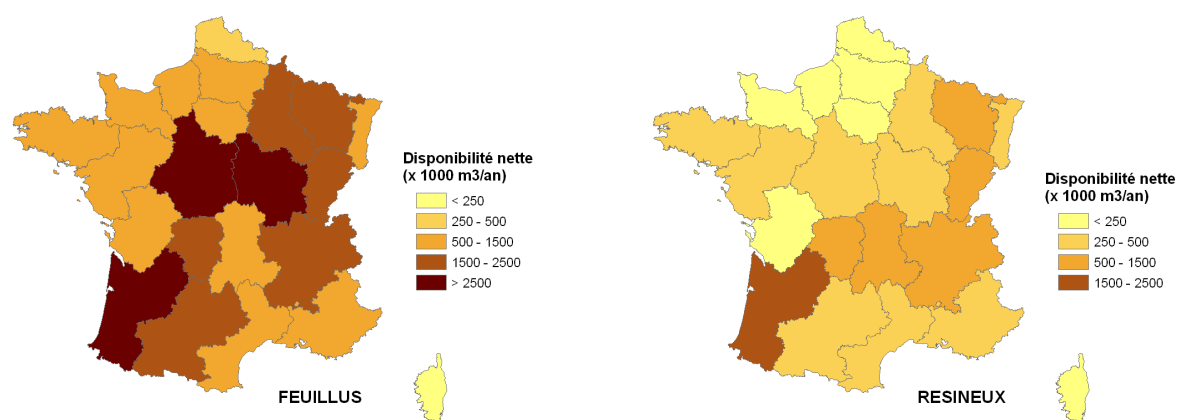 Disponibilité nette
(x 1000 m3/an)
< 250
250 - 500
500 - 1500
1500 - 2500
> 2500
FEUILLUS
Disponibilité nette
(x 1000 m3/an)
< 250
250 - 500
500 - 1500
1500 - 2500
RESINEUX